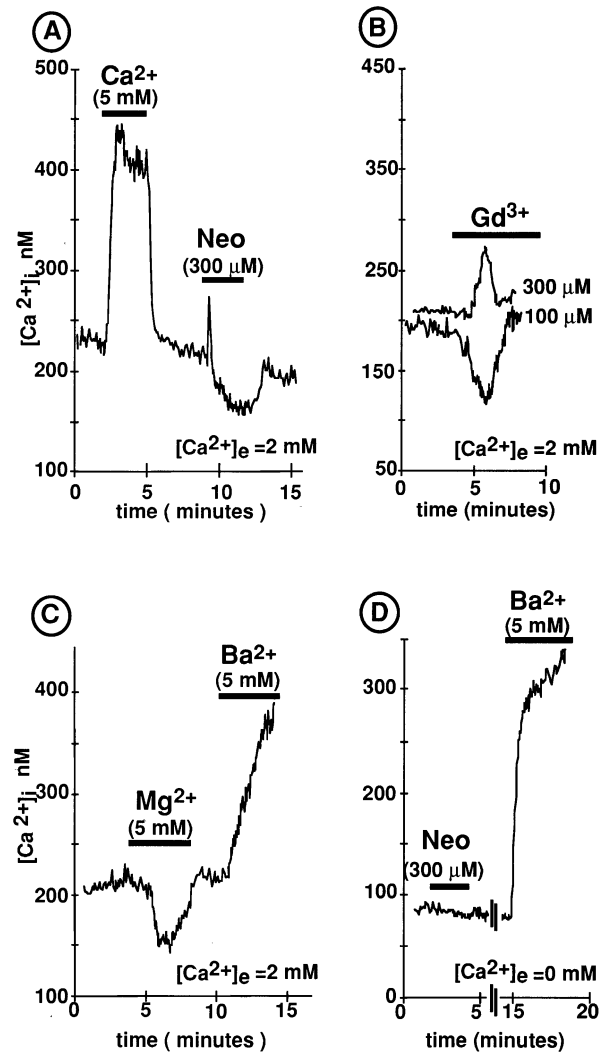 A
500
400
300
200
100
[Ca 2+]i nM
Ca2+
(5 mM)
Neo
(300 µM)
[Ca2+]e =2 mM
0 5 10 15
time ( minutes )
B
450
350
250
150
50
Gd3+
300 µM
100 µM
[Ca2+]e =2 mM
0 5 10
time (minutes)
C
400
300
200
100
[Ca 2+]i nM
Ba2+
(5 mM)
Mg2+
(5 mM)
[Ca2+]e =2 mM
0 5 10 15
time ( minutes )
D
300
200
100
0
Ba2+
(5 mM)
Neo
(300 µM)
[Ca2+]e =0 mM
0 5 15 20
time (minutes)